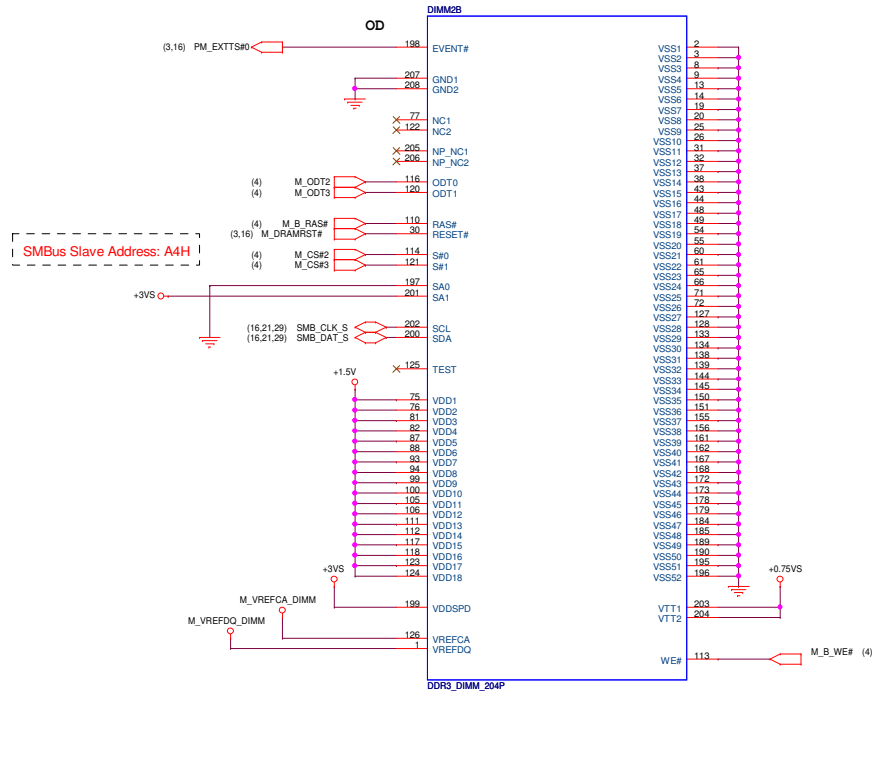 DIMM2B
OD
(3,16) PM_EXTTS#0 198 EVENT#
207 GND1
208 GND2
77 NC1
122 NC2
205 NP_NC1
206 NP_NC2
(4) M_ODT2 116 ODT0
(4) M_ODT3 120 ODT1
(4) M_B_RAS# 110 RAS#
(3,16) M_DRAMRST# 30 RESET#
SMBus Slave Address: A4H
(4) M_CS#2 114 S#0
(4) M_CS#3 121 S#1
197 SA0
+3VS 201 SA1
(16,21,29) SMB_CLK_S 202 SCL
(16,21,29) SMB_DAT_S 200 SDA
125 TEST
+1.5V
75 VDD1
76 VDD2
81 VDD3
82 VDD4
87 VDD5
88 VDD6
93 VDD7
94 VDD8
99 VDD9
100 VDD10
105 VDD11
106 VDD12
111 VDD13
112 VDD14
117 VDD15
118 VDD16
123 VDD17
124 VDD18
+3VS
199 VDDSPD
M_VREFCA_DIMM
M_VREFDQ_DIMM
126 VREFCA
1 VREFDQ
VSS1 2
VSS2 3
VSS3 8
VSS4 9
VSS5 13
VSS6 14
VSS7 19
VSS8 20
VSS9 25
VSS10 26
VSS11 31
VSS12 32
VSS13 37
VSS14 38
VSS15 43
VSS16 44
VSS17 48
VSS18 49
VSS19 54
VSS20 55
VSS21 60
VSS22 61
VSS23 65
VSS24 66
VSS25 71
VSS26 72
VSS27 127
VSS28 128
VSS29 133
VSS30 134
VSS31 138
VSS32 139
VSS33 144
VSS34 145
VSS35 150
VSS36 151
VSS37 155
VSS38 156
VSS39 161
VSS40 162
VSS41 167
VSS42 168
VSS43 172
VSS44 173
VSS45 178
VSS46 179
VSS47 184
VSS48 185
VSS49 189
VSS50 190
VSS51 195
VSS52 196
+0.75VS
VTT1 203
VTT2 204
WE# 113 M_B_WE# (4)
DDR3_DIMM_204P